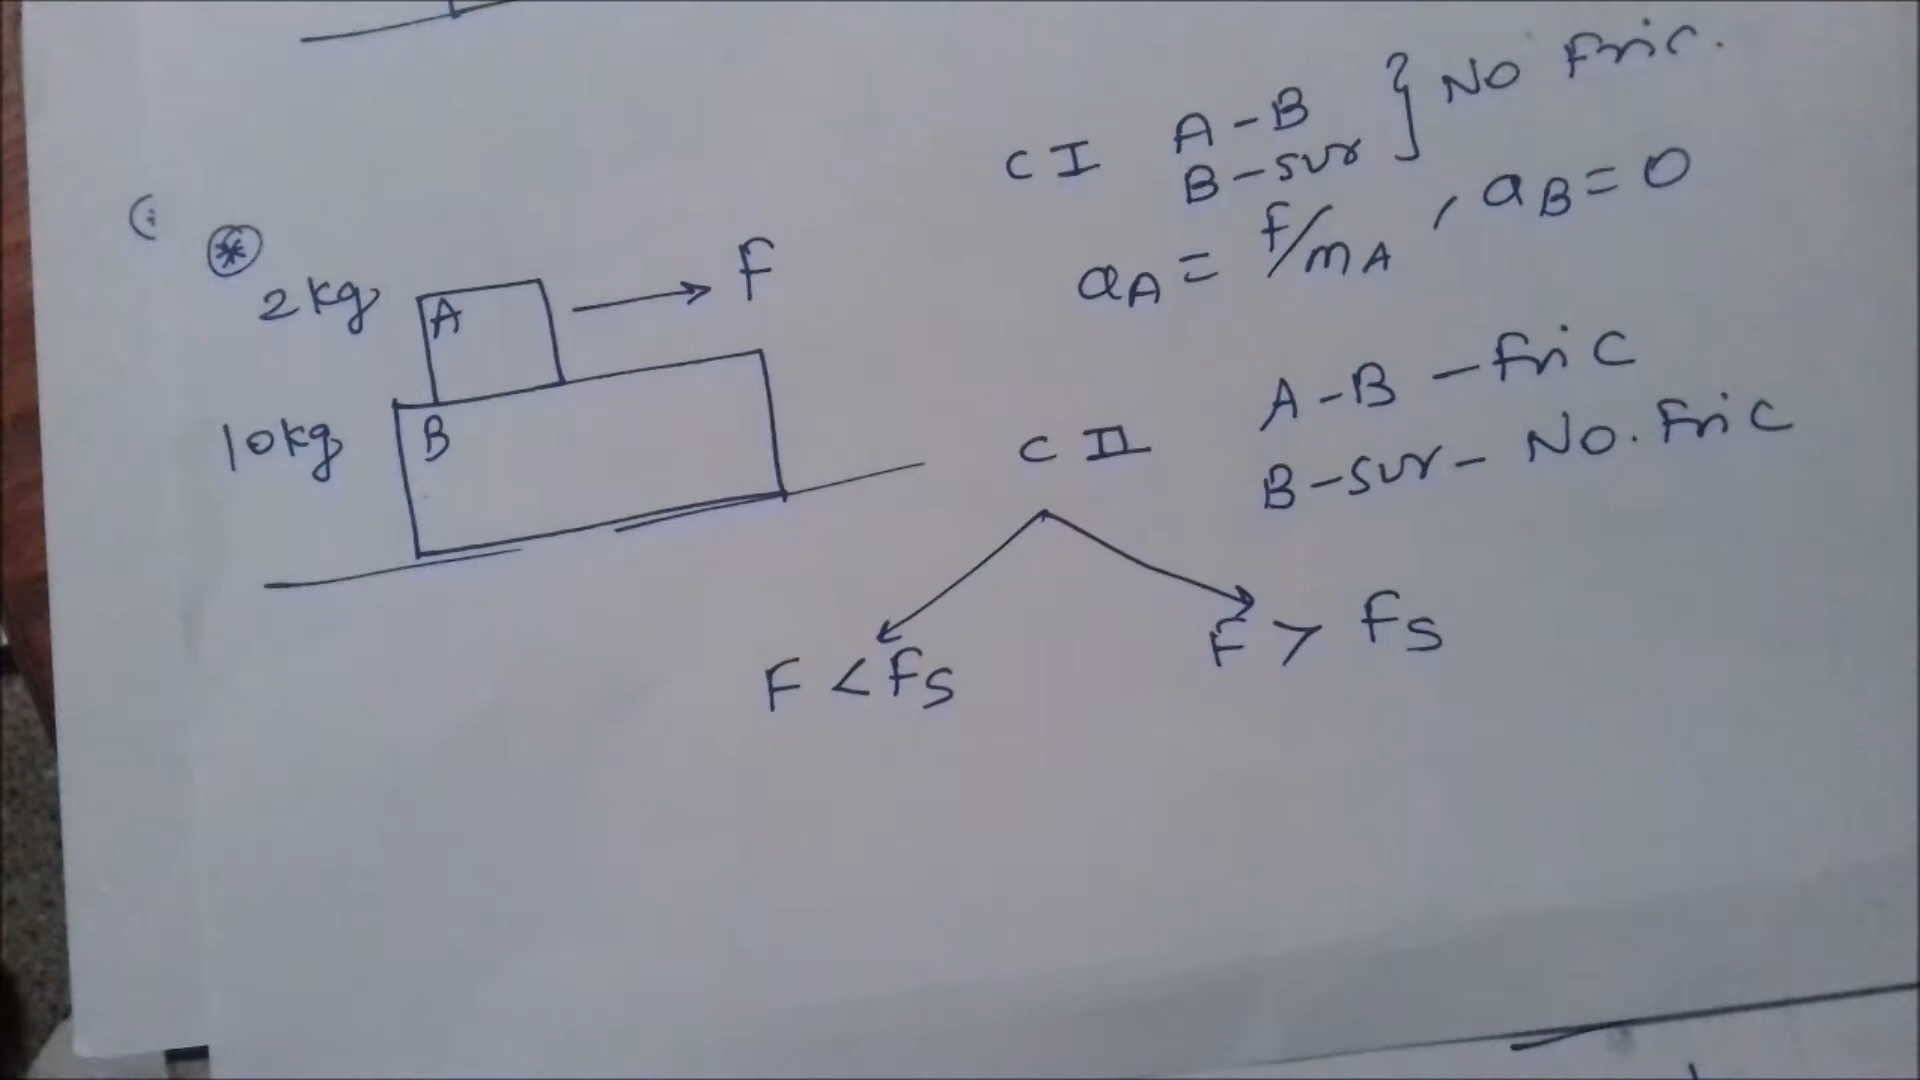 2kg
A
F
10kg
B
C I A-B
B-sur } No Fric.
aA = F/mA , aB = 0
C II A-B - Fric
B-sur - No. Fric
F < Fs
F > Fs